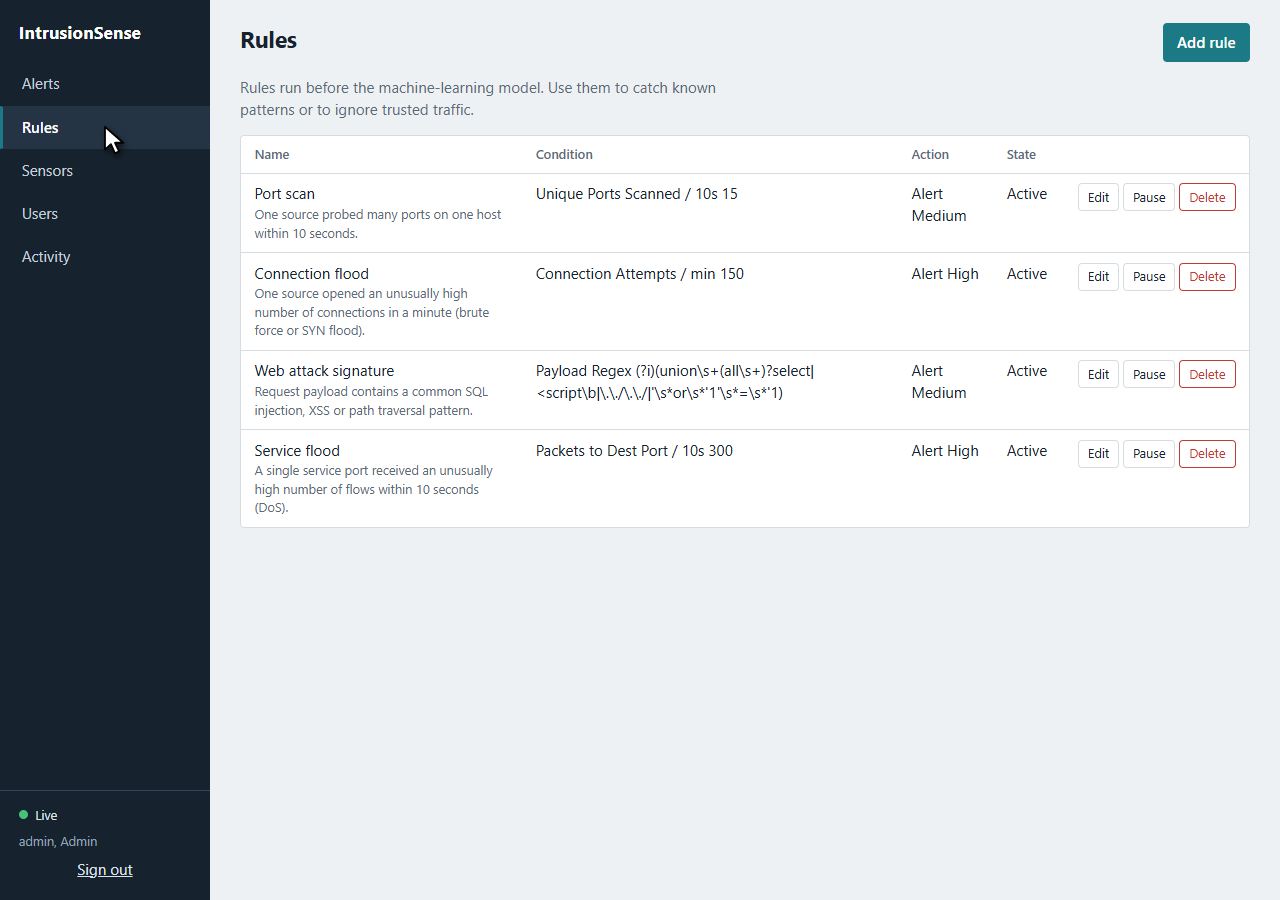 IntrusionSense
Alerts
Rules
Sensors
Users
Activity
Live
admin, Admin
Sign out
Rules
Add rule
Rules run before the machine-learning model. Use them to catch known
patterns or to ignore trusted traffic.
Name Condition Action State
Port scan
One source probed many ports on one host
within 10 seconds.
Unique Ports Scanned / 10s 15
Alert
Medium
Active
Edit Pause Delete
Connection flood
One source opened an unusually high
number of connections in a minute (brute
force or SYN flood).
Connection Attempts / min 150
Alert High
Active
Edit Pause Delete
Web attack signature
Request payload contains a common SQL
injection, XSS or path traversal pattern.
Payload Regex (?i)(union\s+(all\s+)?select|
<script\b|\.\./\.\./|'\s*or\s*'1'\s*=\s*'1)
Alert
Medium
Active
Edit Pause Delete
Service flood
A single service port received an unusually
high number of flows within 10 seconds
(DoS).
Packets to Dest Port / 10s 300
Alert High
Active
Edit Pause Delete